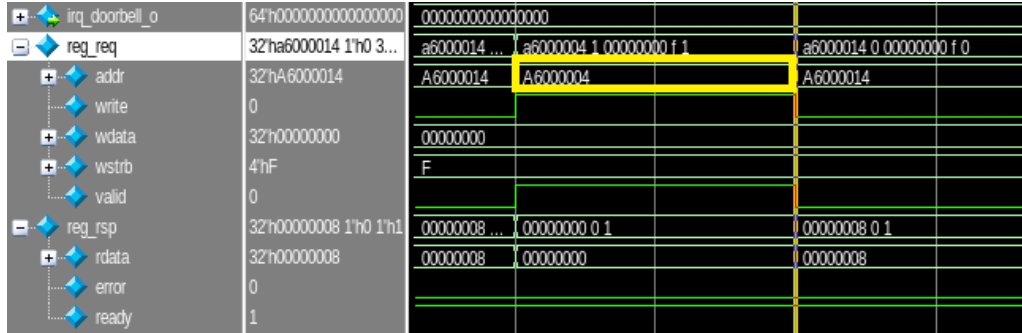 irq_doorbell_o 64'h0000000000000000 0000000000000000
reg_req 32'ha6000014 1'h0 3... a6000014 ... a6000004 1 00000000 f 1 a6000014 0 00000000 f 0
addr 32'hA6000014 A6000014 A6000004 A6000014
write 0
wdata 32'h00000000 00000000
wstrb 4'hF F
valid 0
reg_rsp 32'h00000008 1'h0 1'h1 00000008 ... 00000000 0 1 00000008 0 1
rdata 32'h00000008 00000008 00000000 00000008
error 0
ready 1